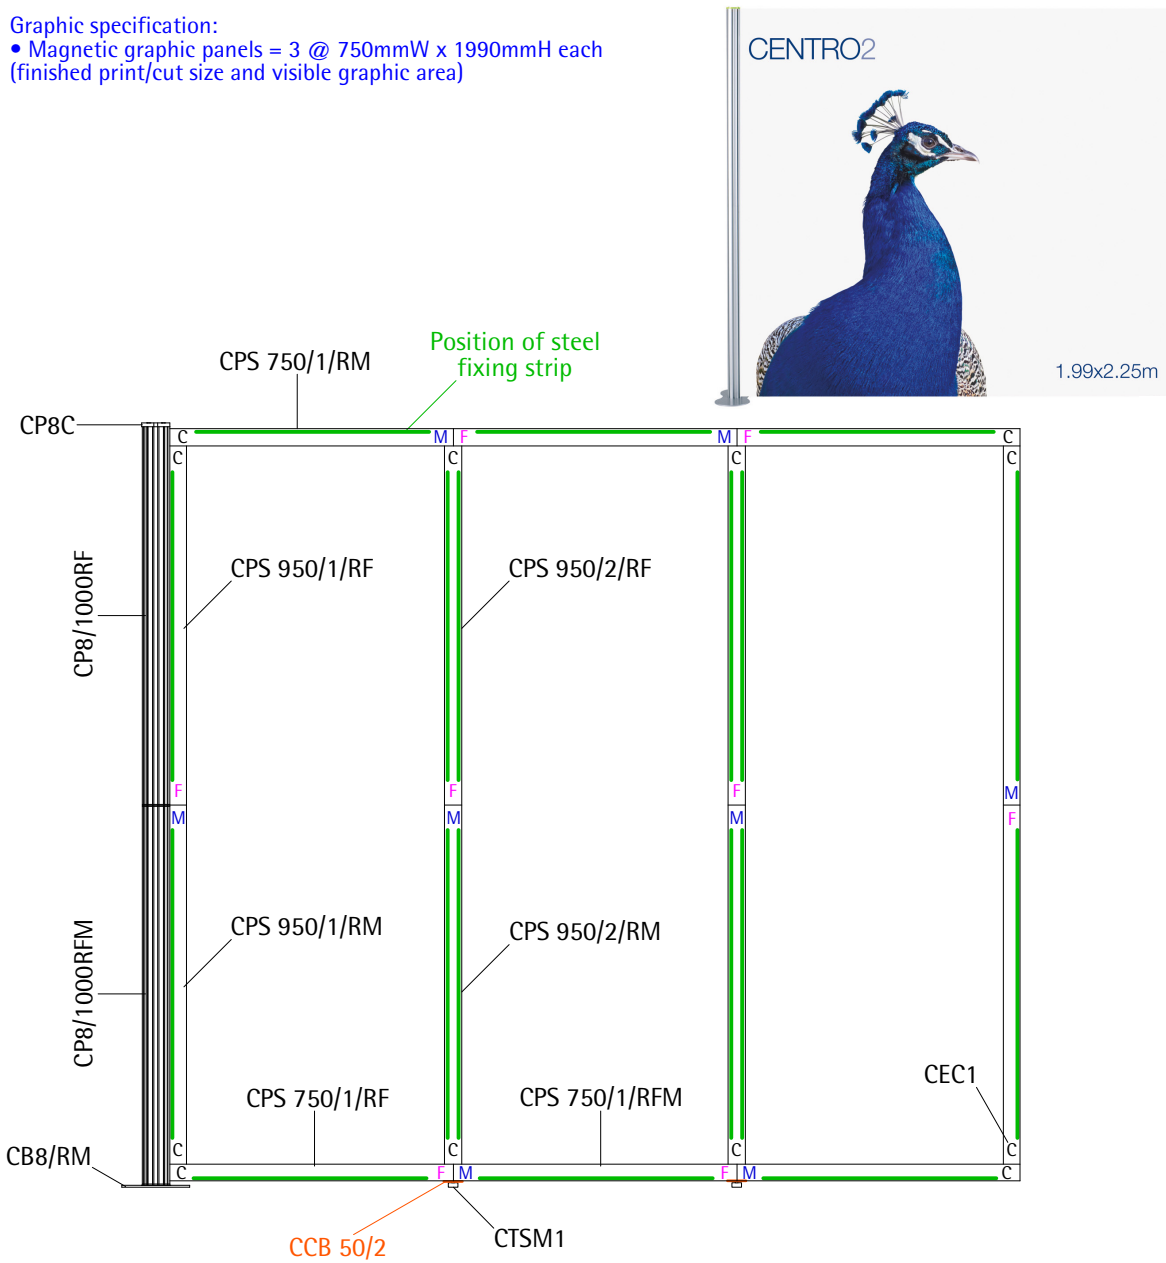 Graphic specification:
• Magnetic graphic panels = 3 @ 750mmW x 1990mmH each
(finished print/cut size and visible graphic area)
CENTRO2
1.99x2.25m
Position of steel
fixing strip
CPS 750/1/RM
CP8C
C M F M F C
C C C C
CPS 950/1/RF
CPS 950/2/RF
CP8/1000RF
F F F M
M M M F
CPS 950/1/RM
CPS 950/2/RM
CP8/1000RFM
CEC1
CPS 750/1/RF
CPS 750/1/RFM
CB8/RM
C C C C
C F M F M C
CTSM1
CCB 50/2